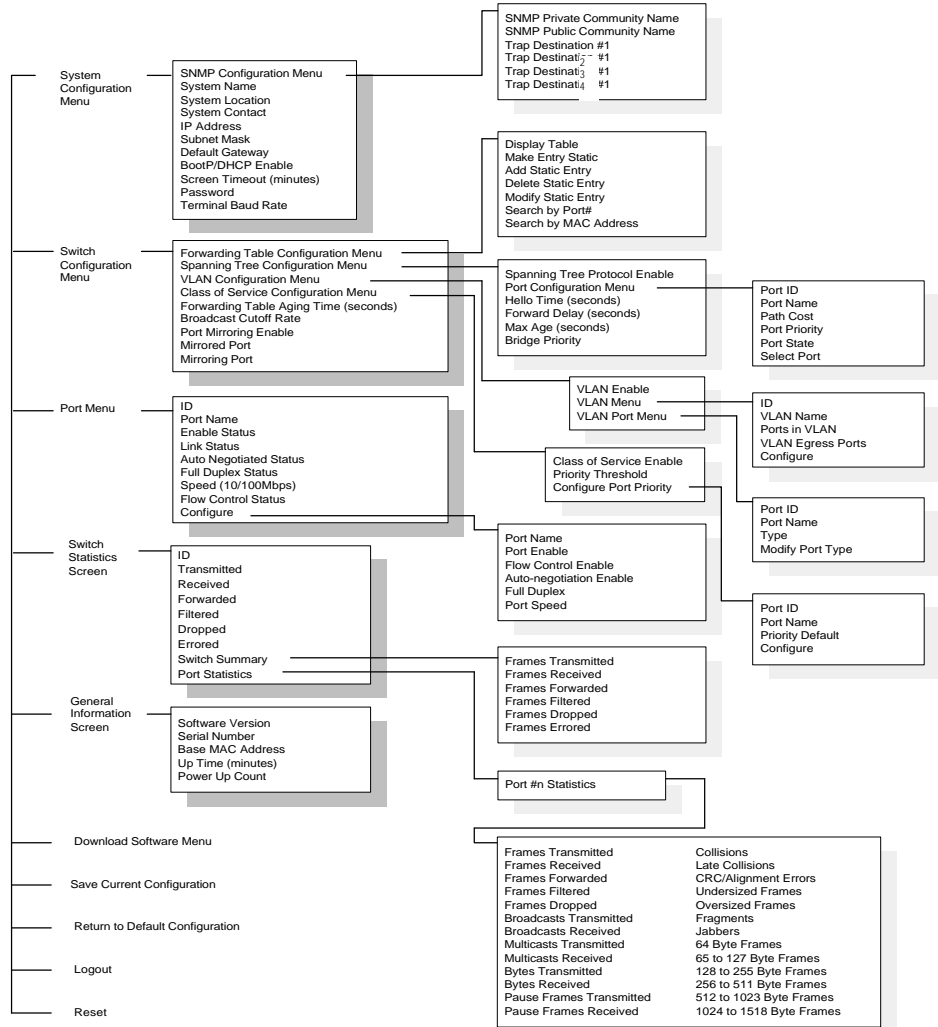 SNMP Private Community Name
SNMP Public Community Name
Trap Destination #1
Trap Destinati 2 #1
Trap Destinati 3 #1
Trap Destinati 4 #1
System
Configuration
Menu
SNMP Configuration Menu
System Name
System Location
System Contact
IP Address
Subnet Mask
Default Gateway
BootP/DHCP Enable
Screen Timeout (minutes)
Password
Terminal Baud Rate
Display Table
Make Entry Static
Add Static Entry
Delete Static Entry
Modify Static Entry
Search by Port#
Search by MAC Address
Switch
Configuration
Menu
Forwarding Table Configuration Menu
Spanning Tree Configuration Menu
VLAN Configuration Menu
Class of Service Configuration Menu
Forwarding Table Aging Time (seconds)
Broadcast Cutoff Rate
Port Mirroring Enable
Mirrored Port
Mirroring Port
Spanning Tree Protocol Enable
Port Configuration Menu
Hello Time (seconds)
Forward Delay (seconds)
Max Age (seconds)
Bridge Priority
Port ID
Port Name
Path Cost
Port Priority
Port State
Select Port
VLAN Enable
VLAN Menu
VLAN Port Menu
ID
VLAN Name
Ports in VLAN
VLAN Egress Ports
Configure
Port Menu
ID
Port Name
Enable Status
Link Status
Auto Negotiated Status
Full Duplex Status
Speed (10/100Mbps)
Flow Control Status
Configure
Class of Service Enable
Priority Threshold
Configure Port Priority
Port ID
Port Name
Type
Modify Port Type
Port Name
Port Enable
Flow Control Enable
Auto-negotiation Enable
Full Duplex
Port Speed
Port ID
Port Name
Priority Default
Configure
Switch
Statistics
Screen
ID
Transmitted
Received
Forwarded
Filtered
Dropped
Errored
Switch Summary
Port Statistics
Frames Transmitted
Frames Received
Frames Forwarded
Frames Filtered
Frames Dropped
Frames Errored
General
Information
Screen
Software Version
Serial Number
Base MAC Address
Up Time (minutes)
Power Up Count
Port #n Statistics
Download Software Menu
Save Current Configuration
Return to Default Configuration
Logout
Reset
Frames Transmitted
Frames Received
Frames Forwarded
Frames Filtered
Frames Dropped
Broadcasts Transmitted
Broadcasts Received
Multicasts Transmitted
Multicasts Received
Bytes Transmitted
Bytes Received
Pause Frames Transmitted
Pause Frames Received
Collisions
Late Collisions
CRC/Alignment Errors
Undersized Frames
Oversized Frames
Fragments
Jabbers
64 Byte Frames
65 to 127 Byte Frames
128 to 255 Byte Frames
256 to 511 Byte Frames
512 to 1023 Byte Frames
1024 to 1518 Byte Frames